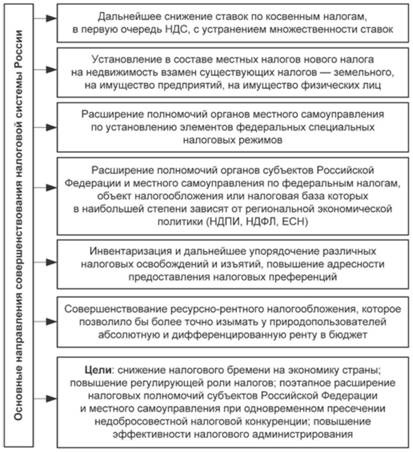 Основные направления совершенствования налоговой системы России
Дальнейшее снижение ставок по косвенным налогам,
в первую очередь НДС, с устранением множественности ставок
Установление в составе местных налогов нового налога
на недвижимость взамен существующих налогов — земельного,
на имущество предприятий, на имущество физических лиц
Расширение полномочий органов местного самоуправления
по установлению элементов федеральных специальных
налоговых режимов
Расширение полномочий органов субъектов Российской
Федерации и местного самоуправления по федеральным налогам,
объект налогообложения или налоговая база которых
в наибольшей степени зависят от региональной экономической
политики (НДПИ, НДФЛ, ЕСН)
Инвентаризация и дальнейшее упорядочение различных
налоговых освобождений и изъятий, повышение адресности
предоставления налоговых преференций
Совершенствование ресурсно-рентного налогообложения, которое
позволило бы более точно изымать у природопользователей
абсолютную и дифференцированную ренту в бюджет
Цели: снижение налогового бремени на экономику страны;
повышение регулирующей роли налогов; поэтапное расширение
налоговых полномочий субъектов Российской Федерации
и местного самоуправления при одновременном пресечении
недобросовестной налоговой конкуренции; повышение
эффективности налогового администрирования